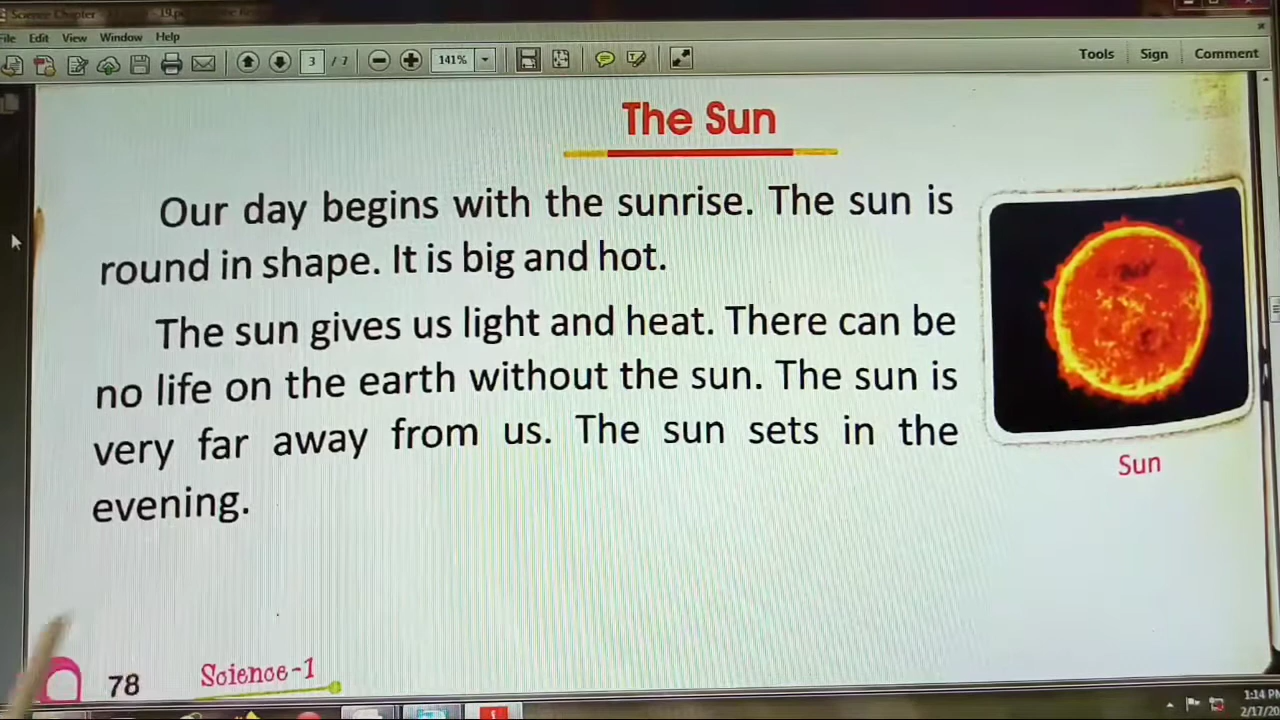 File Edit View Window Help
3 / 7 141% Tools Sign Comment
The Sun
Our day begins with the sunrise. The sun is
round in shape. It is big and hot.
The sun gives us light and heat. There can be
no life on the earth without the sun. The sun is
very far away from us. The sun sets in the
evening.
Sun
78 Science-1
1:14 PM